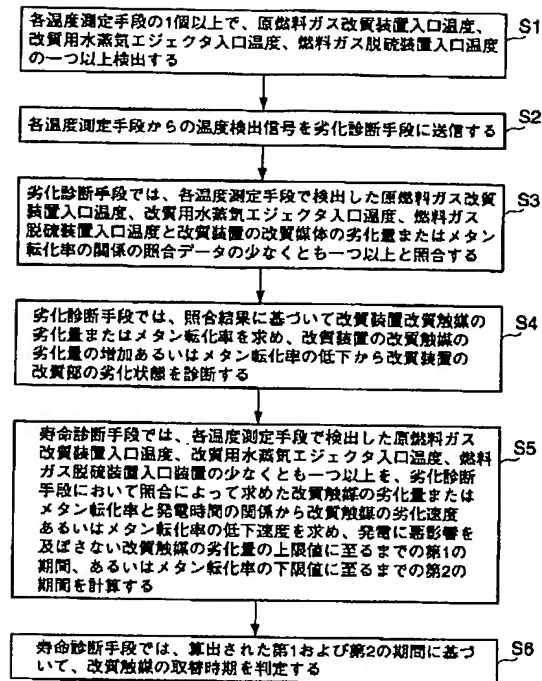 各温度測定手段の1個以上で、原燃料ガス改質装置入口温度、
改質用水蒸気エジェクタ入口温度、燃料ガス脱硫装置入口温度
の一つ以上検出する
S1
各温度測定手段からの温度検出信号を劣化診断手段に送信する
S2
劣化診断手段では、各温度測定手段で検出した原燃料ガス改質
装置入口温度、改質用水蒸気エジェクタ入口温度、燃料ガス
脱硫装置入口温度と改質装置の改質媒体の劣化量またはメタン
転化率の関係の照合データの少なくとも一つ以上と照合する
S3
劣化診断手段では、照合結果に基づいて改質装置改質触媒の
劣化量またはメタン転化率を求め、改質装置の改質触媒の
劣化量の増加あるいはメタン転化率の低下から改質装置の
改質部の劣化状態を診断する
S4
寿命診断手段では、各温度測定手段で検出した原燃料ガス
改質装置入口温度、改質用水蒸気エジェクタ入口温度、燃料
ガス脱硫装置入口装置の少なくとも一つ以上を、劣化診断
手段において照合によって求めた改質触媒の劣化量または
メタン転化率と発電時間の関係から改質触媒の劣化速度
あるいはメタン転化率の低下速度を求め、発電に悪影響を
及ぼさない改質触媒の劣化量の上限値に至るまでの第1の
期間、あるいはメタン転化率の下限値に至るまでの第2の
期間を計算する
S5
寿命診断手段では、算出された第1および第2の期間に基づ
いて、改質触媒の取替時期を判定する
S6